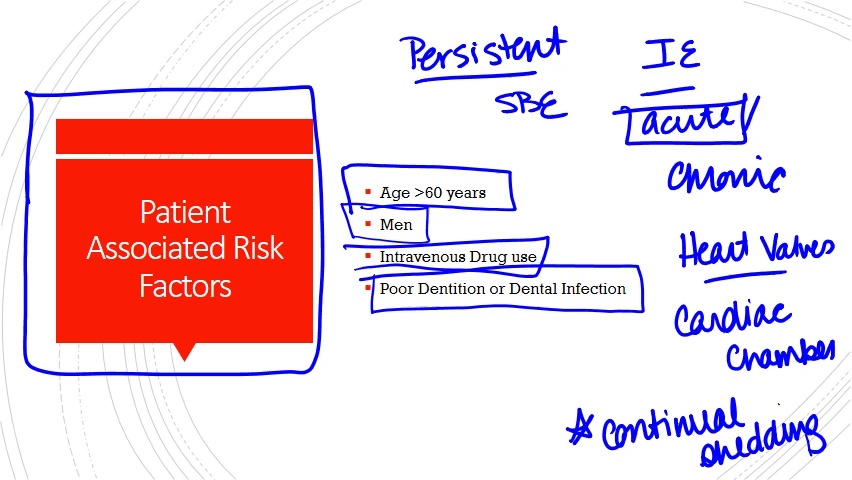 Persistent
SBE
IE
acute
Chronic
Heart Valves
Cardiac
Chamber
continual
shedding
Patient
Associated Risk
Factors
Age >60 years
Men
Intravenous Drug use
Poor Dentition or Dental Infection